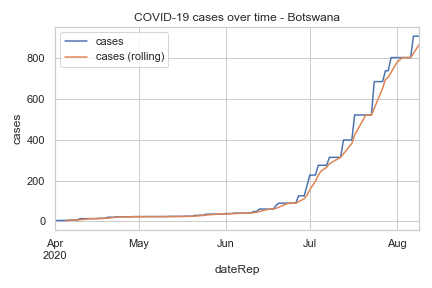 COVID-19 cases over time - Botswana
cases
cases (rolling)
800
600
400
200
0
cases
Apr
2020
May
Jun
Jul
Aug
dateRep